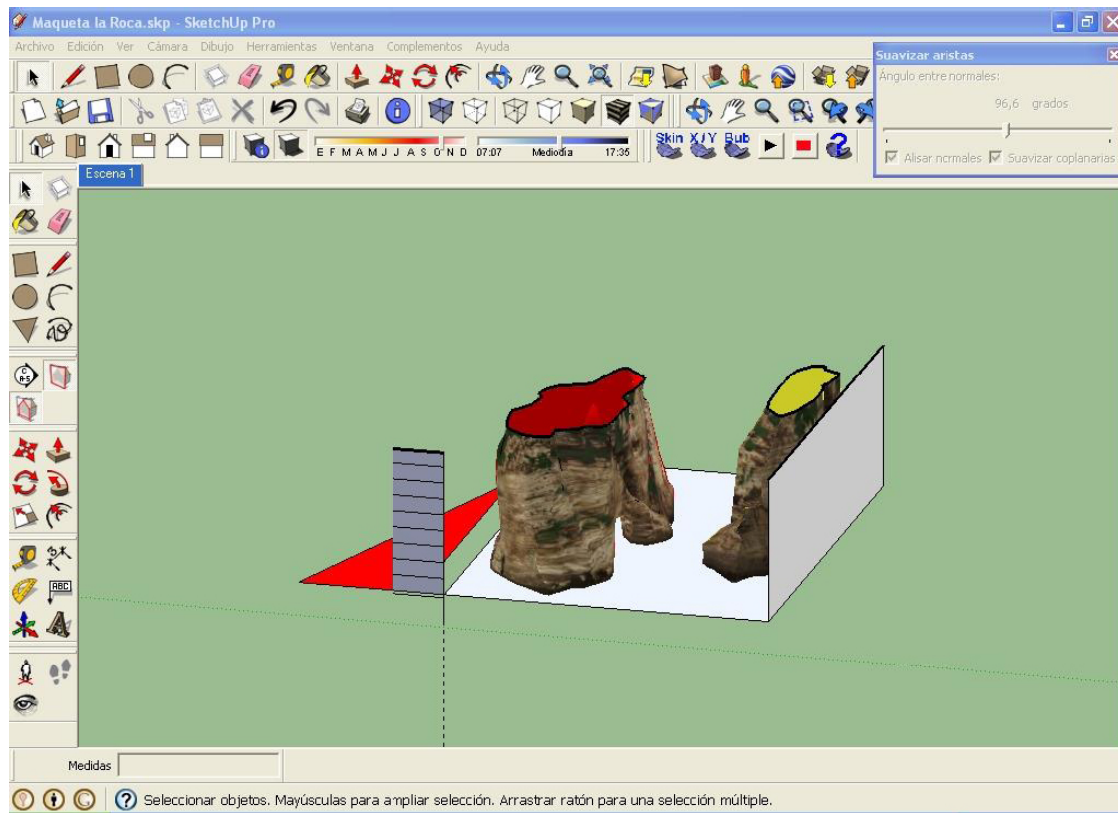 Maqueta la Roca.skp - SketchUp Pro
Archivo Edición Ver Cámara Dibujo Herramientas Ventana Complementos Ayuda
Suavizar aristas
Ángulo entre normales:
96,6 grados
Alisar normales Suavizar coplanarias
E F M A M J J A S O N D 07:07 Mediodía 17:35
Skin X/Y Bub
Escena 1
C
A-5
ABC
Medidas
Seleccionar objetos. Mayúsculas para ampliar selección. Arrastrar ratón para una selección múltiple.